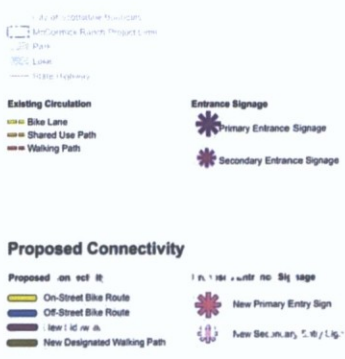 McCormick Ranch Project
Park
Lake
State Highway
Existing Circulation
Entrance Signage
Bike Lane
Primary Entrance Signage
Shared Use Path
Walking Path
Secondary Entrance Signage
Proposed Connectivity
Proposed
On-Street Bike Route
New Primary Entry Sign
Off-Street Bike Route
New Designated Walking Path
New